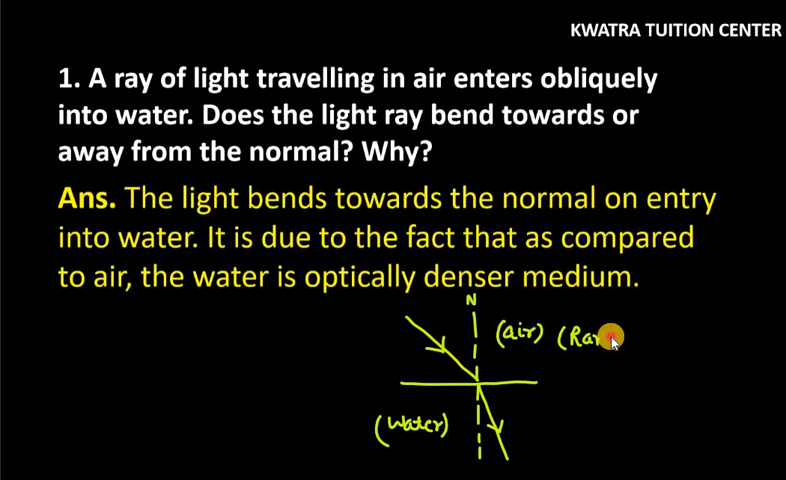 KWATRA TUITION CENTER
1. A ray of light travelling in air enters obliquely
into water. Does the light ray bend towards or
away from the normal? Why?
Ans. The light bends towards the normal on entry
into water. It is due to the fact that as compared
to air, the water is optically denser medium.
N
(air) (Rar
(water)